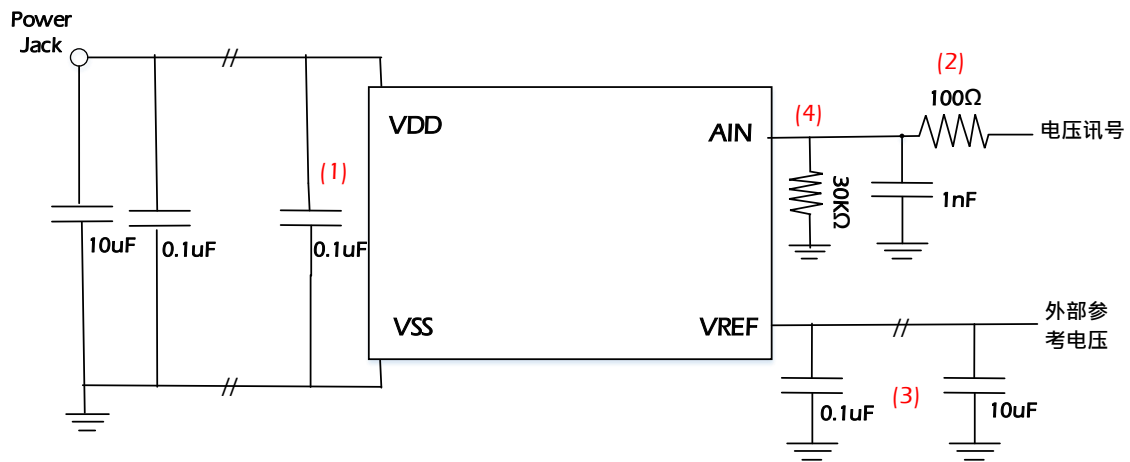 Power
Jack
(2)
100Ω
VDD
(4)
AIN
电压讯号
(1)
30KΩ
1nF
10uF
0.1uF
0.1uF
VSS
VREF
外部参
考电压
(3)
0.1uF
10uF